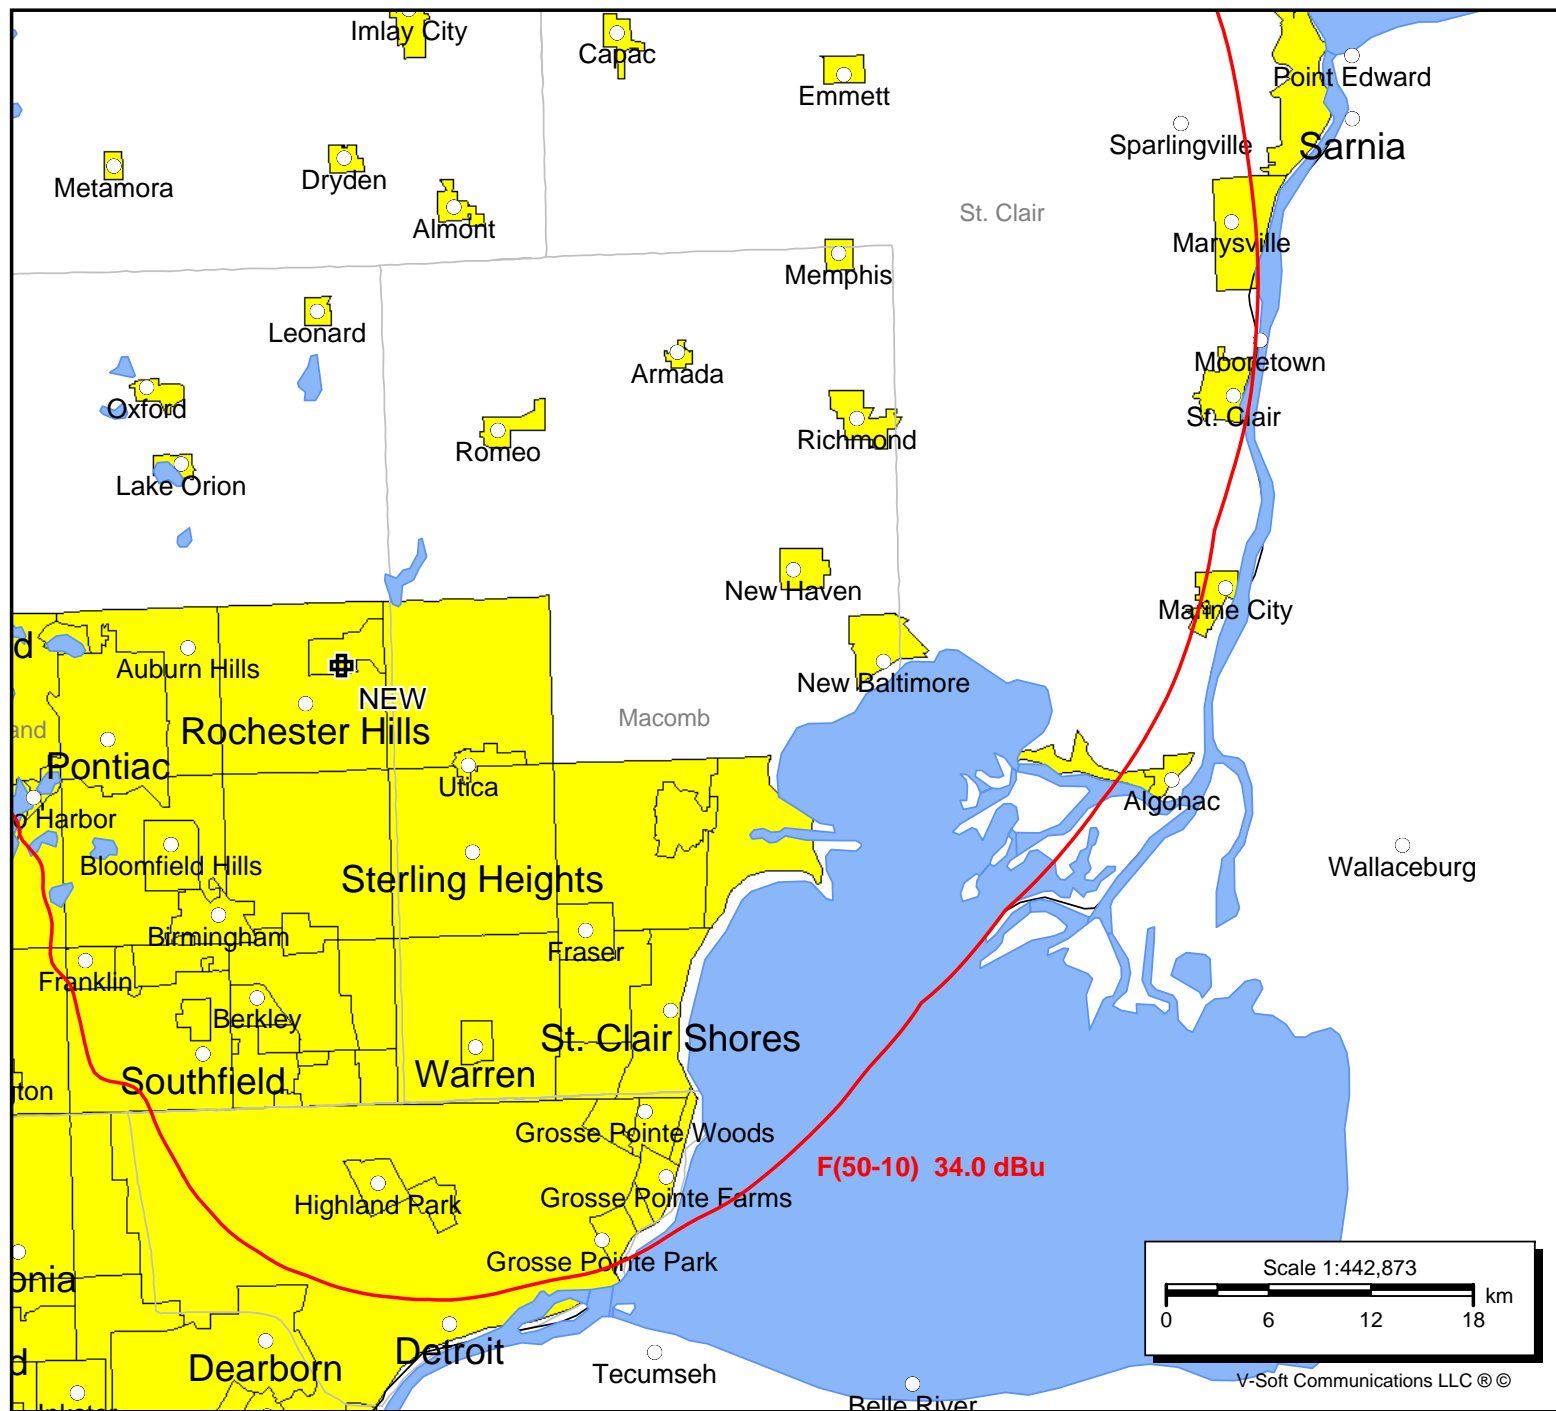 Imlay City
Capac
Emmett
Point Edward
Sparlingville
Sarnia
Metamora
Dryden
Almont
St. Clair
Marysville
Memphis
Leonard
Mooretown
Armada
Oxford
St. Clair
Richmond
Romeo
Lake Orion
New Haven
Marine City
d
Auburn Hills
New Baltimore
NEW
Macomb
and
Rochester Hills
Pontiac
Utica
Algonac
o Harbor
Bloomfield Hills
Wallaceburg
Sterling Heights
Birmingham
Fraser
Franklin
Berkley
St. Clair Shores
Southfield
Warren
gton
Grosse Pointe Woods
F(50-10) 34.0 dBu
Highland Park
Grosse Pointe Farms
Grosse Pointe Park
onia
Scale 1:442,873
km
0 6 12 18
Detroit
d
Dearborn
Tecumseh
V-Soft Communications LLC ® ©
Inkster
Belle River